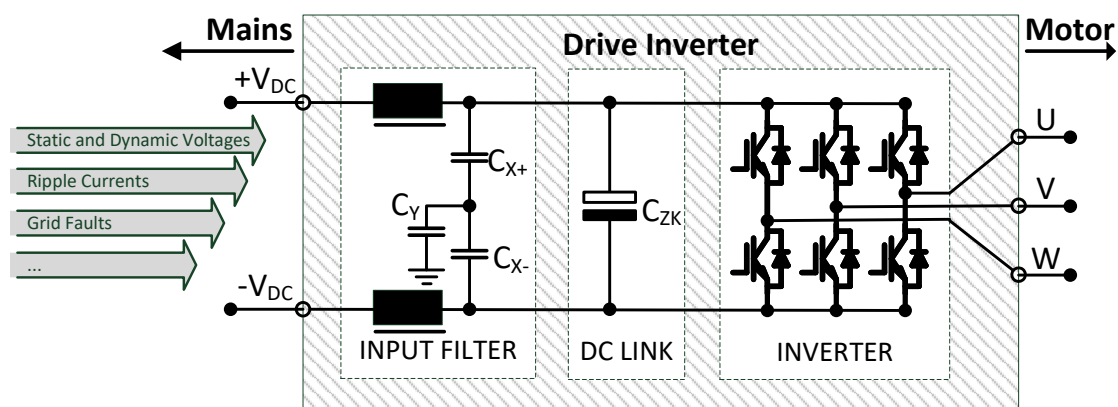 Mains
Drive Inverter
Motor
+VDC
Static and Dynamic Voltages
Ripple Currents
Grid Faults
...
-VDC
CX+
CY
CX-
INPUT FILTER
CZK
DC LINK
INVERTER
U
V
W